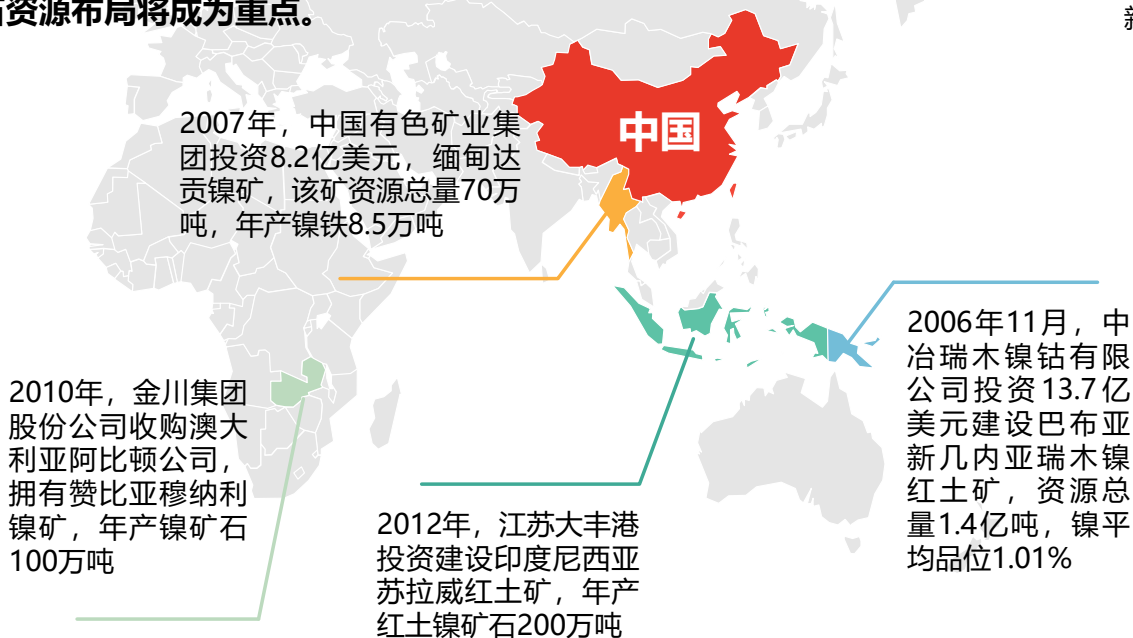 资源布局将成为重点。
中国
2007年，中国有色矿业集
团投资8.2亿美元，缅甸达
贡镍矿，该矿资源总量70万
吨，年产镍铁8.5万吨
2006年11月，中
冶瑞木镍钴有限
公司投资13.7亿
美元建设巴布亚
新几内亚瑞木镍
红土矿，资源总
量1.4亿吨，镍平
均品位1.01%
2010年，金川集团
股份公司收购澳大
利亚阿比顿公司，
拥有赞比亚穆纳利
镍矿，年产镍矿石
100万吨
2012年，江苏大丰港
投资建设印度尼西亚
苏拉威红土矿，年产
红土镍矿石200万吨